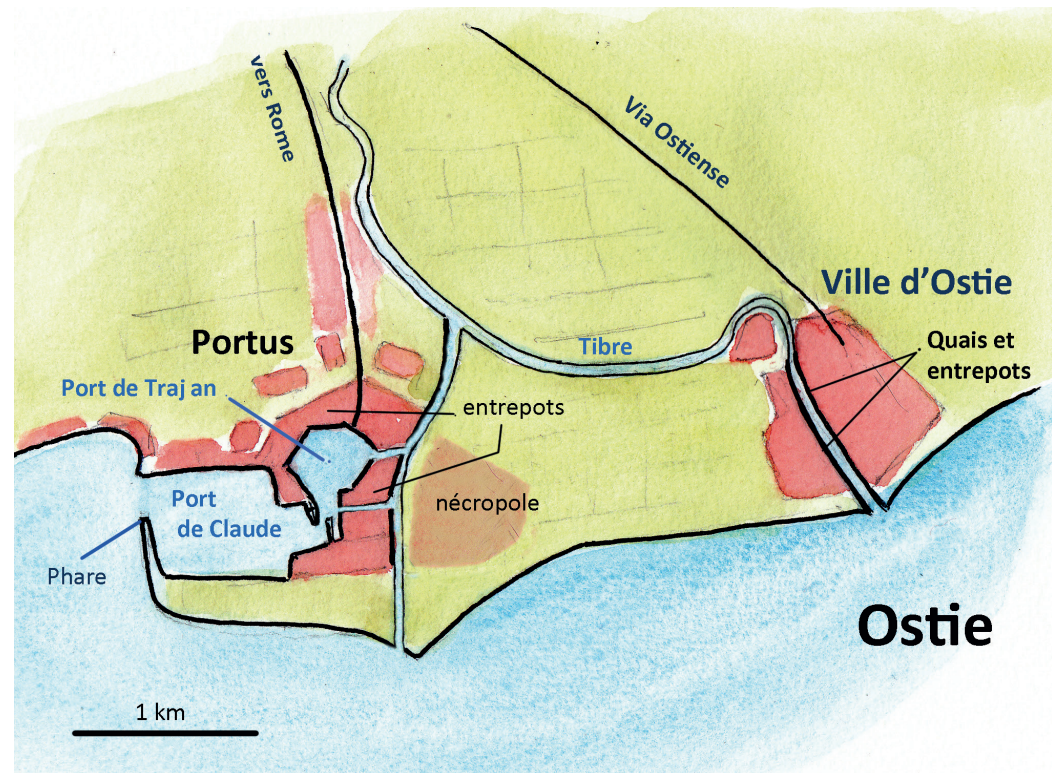 vers Rome
Via Ostiense
Ville d'Ostie
Portus
Tibre
Quais et
entrepots
Port de Traj an
entrepots
nécropole
Port
de Claude
Phare
Ostie
1 km